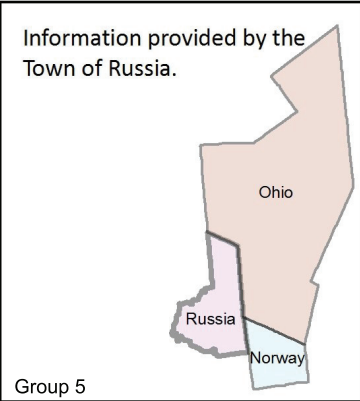 Information provided by the
Town of Russia.
Ohio
Russia
Norway
Group 5